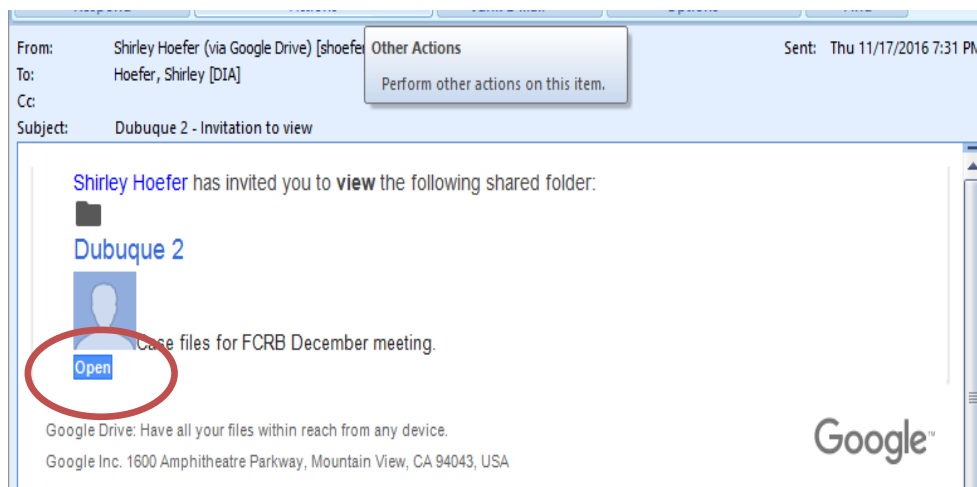 Actions
Options
From: Shirley Hoefer (via Google Drive) [shoefer
Other Actions
Sent: Thu 11/17/2016 7:31 PM
To: Hoefer, Shirley [DIA]
Perform other actions on this item.
Cc:
Subject: Dubuque 2 - Invitation to view
Shirley Hoefer has invited you to view the following shared folder:
Dubuque 2
Case files for FCRB December meeting.
Open
Google Drive: Have all your files within reach from any device.
Google Inc. 1600 Amphitheatre Parkway, Mountain View, CA 94043, USA
Google™